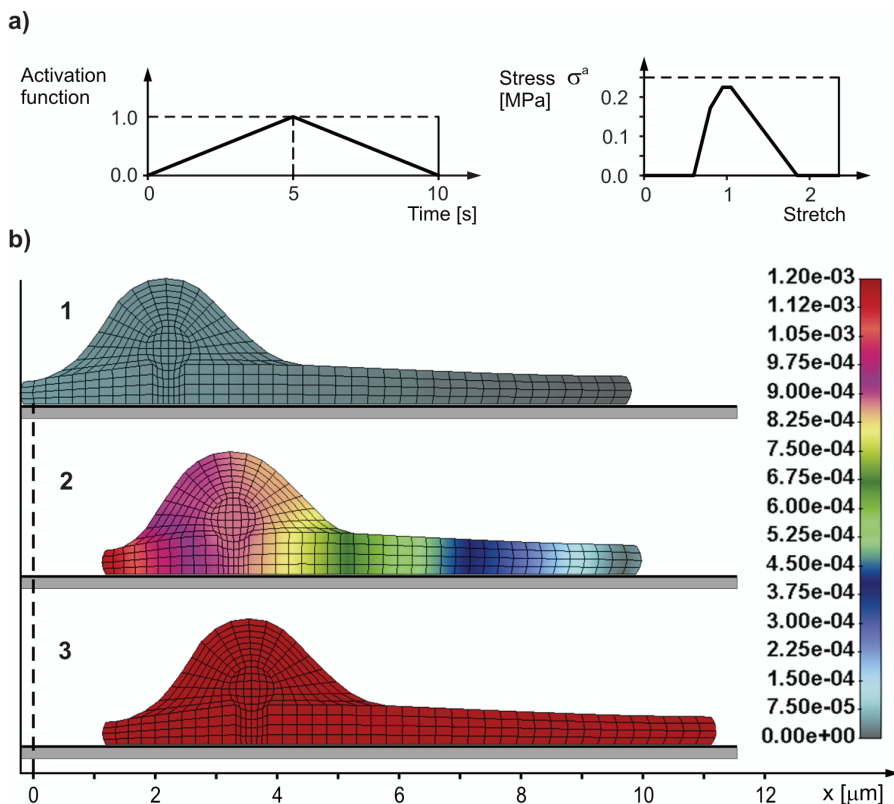 a)
Activation
function
1.0
0.0
0
5
10
Time [s]
Stress σᵃ
[MPa]
0.2
0.1
0.0
0
1
2
Stretch
b)
1
2
3
1.20e-03
1.12e-03
1.05e-03
9.75e-04
9.00e-04
8.25e-04
7.50e-04
6.75e-04
6.00e-04
5.25e-04
4.50e-04
3.75e-04
3.00e-04
2.25e-04
1.50e-04
7.50e-05
0.00e+00
0 2 4 6 8 10 12 x [μm]